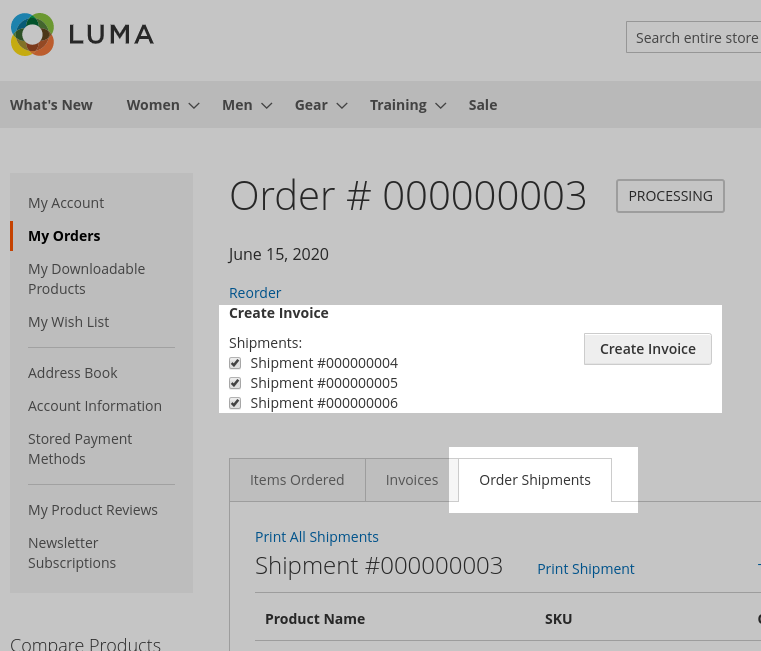 LUMA
Search entire store
What's New Women Men Gear Training Sale
My Account
My Orders
My Downloadable
Products
My Wish List
Address Book
Account Information
Stored Payment
Methods
My Product Reviews
Newsletter
Subscriptions
Compare Products
Order # 000000003 PROCESSING
June 15, 2020
Reorder
Create Invoice
Shipments:
Shipment #000000004
Shipment #000000005
Shipment #000000006
Create Invoice
Items Ordered Invoices Order Shipments
Print All Shipments
Shipment #000000003 Print Shipment
Product Name SKU